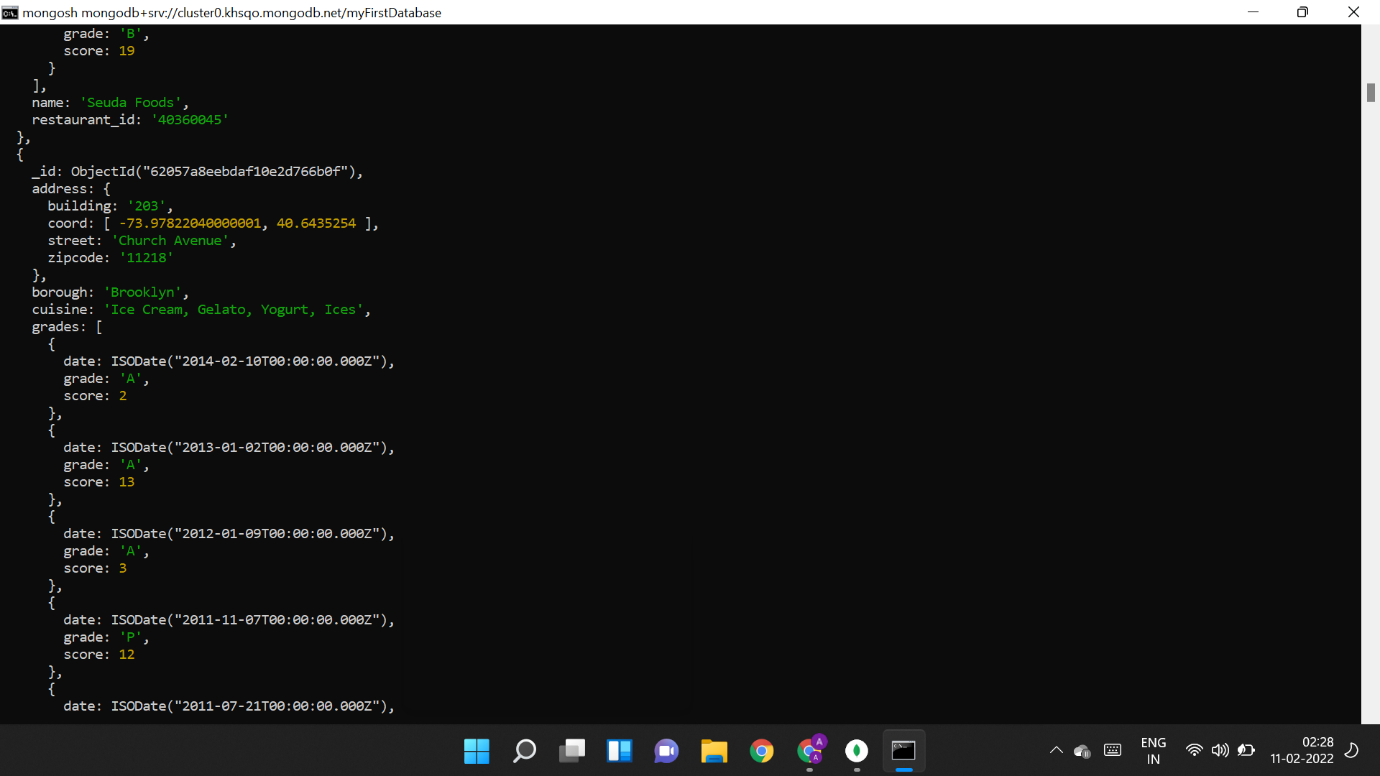 mongosh mongodb+srv://cluster0.khsqo.mongodb.net/myFirstDatabase
grade: 'B',
score: 19
}
],
name: 'Seuda Foods',
restaurant_id: '40360045'
},
{
_id: ObjectId("62057a8eebdaf10e2d766b0f"),
address: {
building: '203',
coord: [ -73.97822040000001, 40.6435254 ],
street: 'Church Avenue',
zipcode: '11218'
},
borough: 'Brooklyn',
cuisine: 'Ice Cream, Gelato, Yogurt, Ices',
grades: [
{
date: ISODate("2014-02-10T00:00:00.000Z"),
grade: 'A',
score: 2
},
{
date: ISODate("2013-01-02T00:00:00.000Z"),
grade: 'A',
score: 13
},
{
date: ISODate("2012-01-09T00:00:00.000Z"),
grade: 'A',
score: 3
},
{
date: ISODate("2011-11-07T00:00:00.000Z"),
grade: 'P',
score: 12
},
{
date: ISODate("2011-07-21T00:00:00.000Z"),
A
A
ENG
IN
02:28
11-02-2022